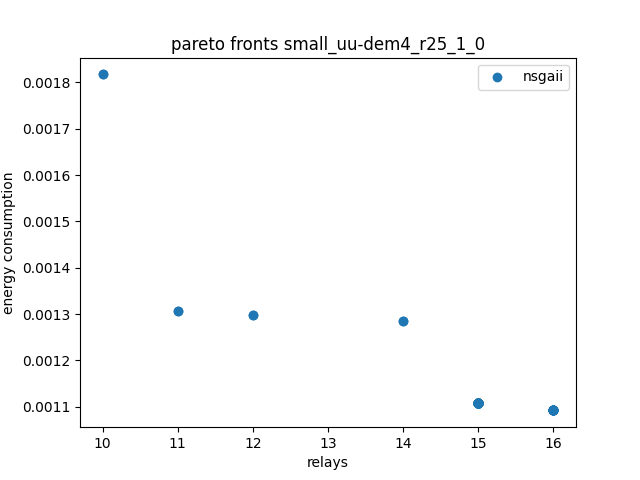 pareto fronts small_uu-dem4_r25_1_0
nsgaii
energy consumption
0.0018
0.0017
0.0016
0.0015
0.0014
0.0013
0.0012
0.0011
10 11 12 13 14 15 16
relays